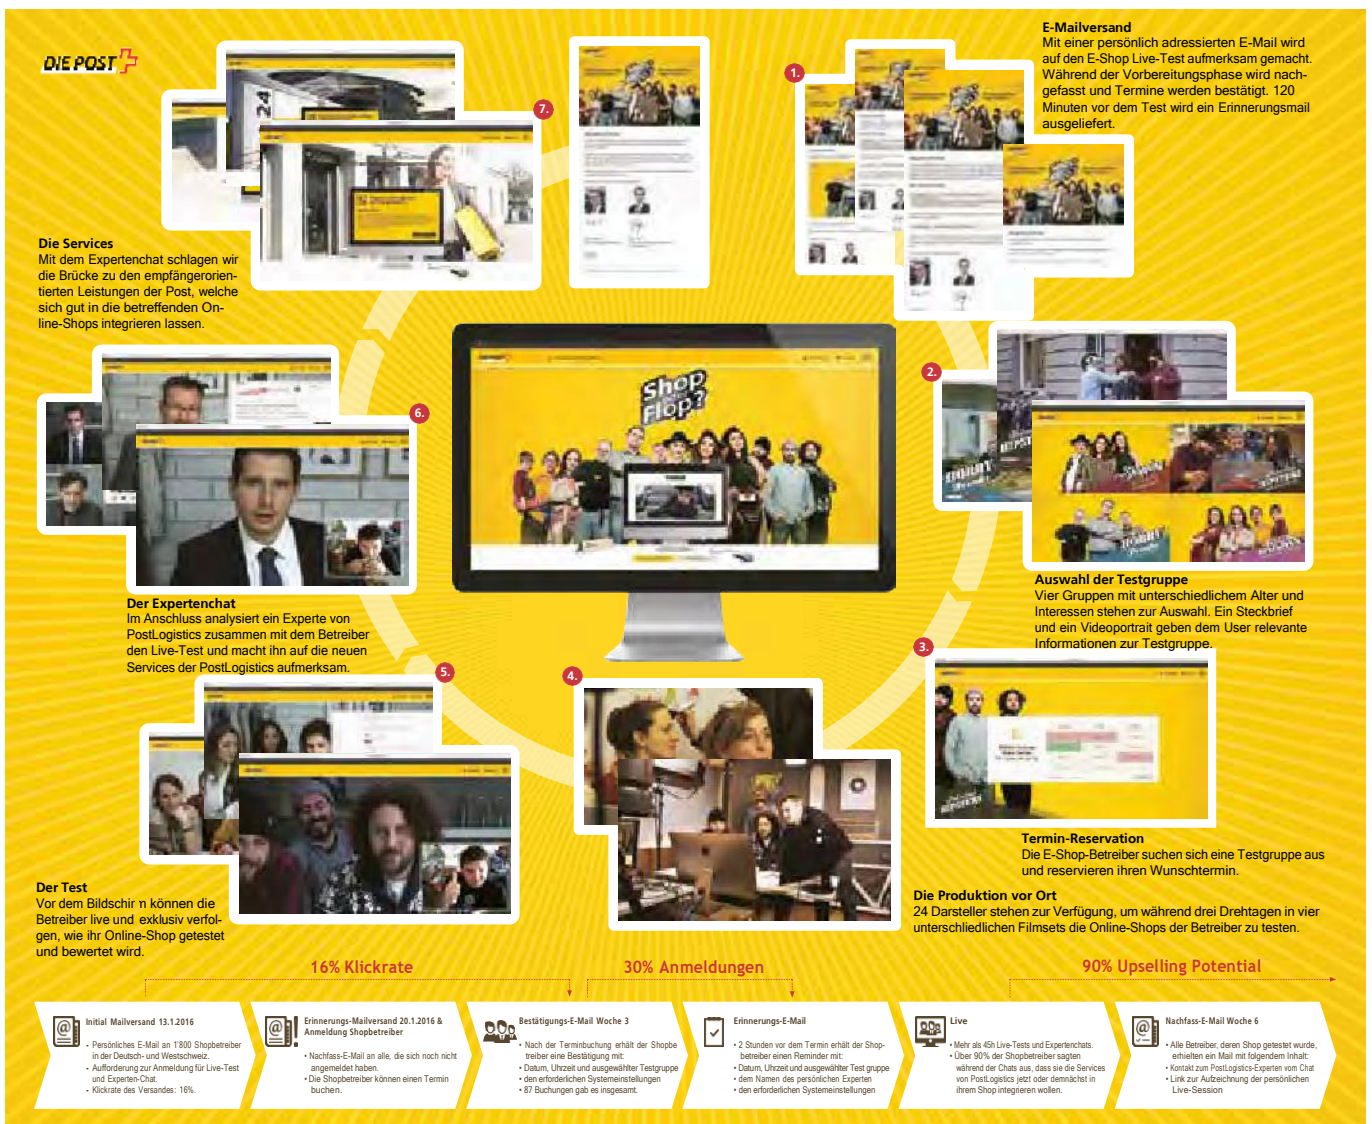 DIE POST
E-Mailversand
Mit einer persönlich adressierten E-Mail wird
auf den E-Shop Live-Test aufmerksam gemacht.
Während der Vorbereitungsphase wird nach-
gefasst und Termine werden bestätigt. 120
Minuten vor dem Test wird ein Erinnerungsmail
ausgeliefert.
1.
7.
Die Services
Mit dem Expertenchat schlagen wir
die Brücke zu den empfängerorien-
tierten Leistungen der Post, welche
sich gut in die betreffenden On-
line-Shops integrieren lassen.
Shop
Flop?
2.
6.
Auswahl der Testgruppe
Vier Gruppen mit unterschiedlichem Alter und
Interessen stehen zur Auswahl. Ein Steckbrief
und ein Videoportrait geben dem User relevante
Informationen zur Testgruppe.
Der Expertenchat
Im Anschluss analysiert ein Experte von
PostLogistics zusammen mit dem Betreiber
den Live-Test und macht ihn auf die neuen
Services der PostLogistics aufmerksam.
3.
5.
4.
Termin-Reservation
Die E-Shop-Betreiber suchen sich eine Testgruppe aus
und reservieren ihren Wunschtermin.
Der Test
Vor dem Bildschir n können die
Betreiber live und exklusiv verfol-
gen, wie ihr Online-Shop getestet
und bewertet wird.
Die Produktion vor Ort
24 Darsteller stehen zur Verfügung, um während drei Drehtagen in vier
unterschiedlichen Filmsets die Online-Shops der Betreiber zu testen.
16% Klickrate
30% Anmeldungen
90% Upselling Potential
Initial Mailversand 13.1.2016
• Persönliches E-Mail an 1'800 Shopbetreiber
in der Deutsch- und Westschweiz.
• Aufforderung zur Anmeldung für Live-Test
und Experten-Chat.
• Klickrate des Versandes: 16%.
Erinnerungs-Mailversand 20.1.2016 &
Anmeldung Shopbetreiber
• Nachfass-E-Mail an alle, die sich noch nicht
angemeldet haben.
• Die Shopbetreiber können einen Termin
buchen.
Bestätigungs-E-Mail Woche 3
• Nach der Terminbuchung erhält der Shopbe
treiber eine Bestätigung mit:
• Datum, Uhrzeit und ausgewählter Testgruppe
• den erforderlichen Systemeinstellungen
• 87 Buchungen gab es insgesamt.
Erinnerungs-E-Mail
• 2 Stunden vor dem Termin erhält der Shop-
betreiber einen Reminder mit:
• Datum, Uhrzeit und ausgewählter Test gruppe
• dem Namen des persönlichen Experten
• den erforderlichen Systemeinstellungen
Live
• Mehr als 45h Live-Tests und Expertenchats.
• Über 90% der Shopbetreiber sagten
während der Chats aus, dass sie die Services
von PostLogistics jetzt oder demnächst in
ihrem Shop integrieren wollen.
Nachfass-E-Mail Woche 6
• Alle Betreiber, deren Shop getestet wurde,
erhielten ein Mail mit folgendem Inhalt:
• Kontakt zum PostLogistics-Experten vom Chat
• Link zur Aufzeichnung der persönlichen
Live-Session